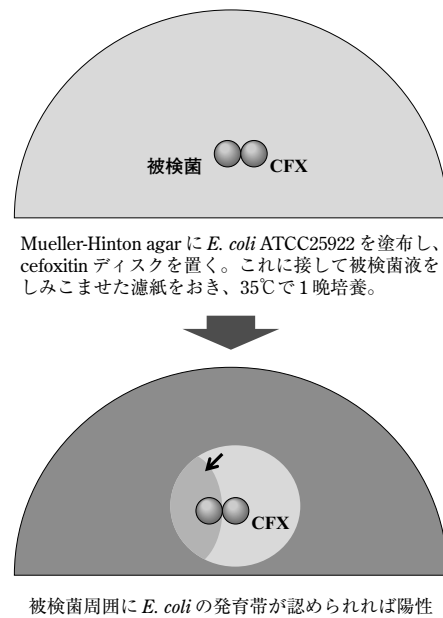 被検菌 CFX
Mueller-Hinton agar に E. coli ATCC25922 を塗布し、
cefoxitin ディスクを置く。これに接して被検菌液を
しみこませた濾紙をおき、35℃で1晩培養。
CFX
被検菌周囲に E. coli の発育帯が認められれば陽性